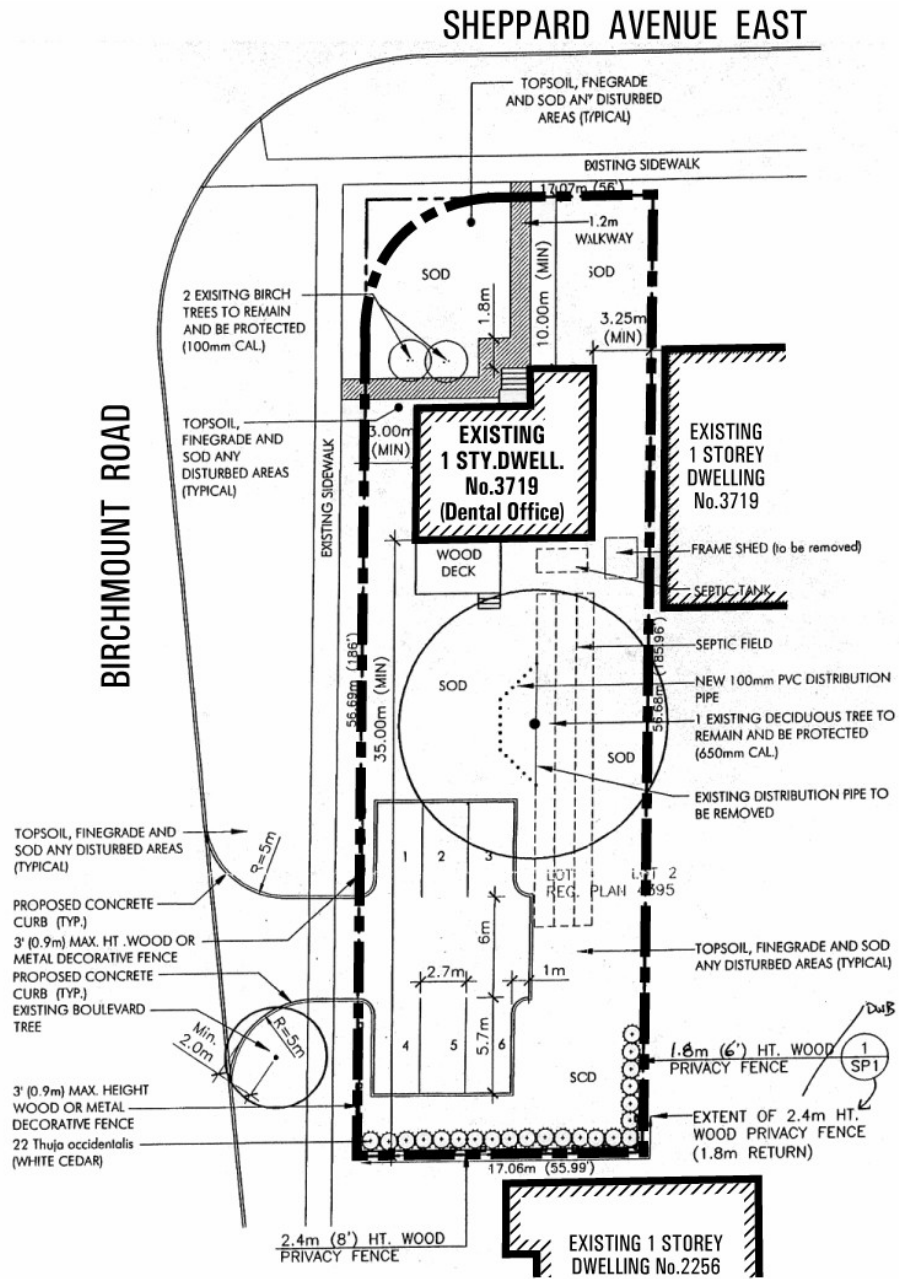 SHEPPARD AVENUE EAST
TOPSOIL, FNEGRADE
AND SOD ANY DISTURBED
AREAS (TYPICAL)
EXISTING SIDEWALK
17.07m (56')
1.2m
WALKWAY
SOD
SOD
10.00m (MIN)
1.8m
3.25m
(MIN)
2 EXISITNG BIRCH
TREES TO REMAIN
AND BE PROTECTED
(100mm CAL.)
BIRCHMOUNT ROAD
TOPSOIL,
FINEGRADE AND
SOD ANY
DISTURBED AREAS
(TYPICAL)
EXISTING SIDEWALK
3.00m
(MIN)
EXISTING
1 STY.DWELL.
No.3719
(Dental Office)
EXISTING
1 STOREY
DWELLING
No.3719
WOOD
DECK
FRAME SHED (to be removed)
SEPTIC TANK
SEPTIC FIELD
56.69m (186')
35.00m (MIN)
56.68m (185.96')
SOD
NEW 100mm PVC DISTRIBUTION
PIPE
1 EXISTING DECIDUOUS TREE TO
REMAIN AND BE PROTECTED
(650mm CAL.)
SOD
EXISTING DISTRIBUTION PIPE TO
BE REMOVED
TOPSOIL, FINEGRADE AND
SOD ANY DISTURBED AREAS
(TYPICAL)
R=5m
1 2 3
LOT LOT 2
REG. PLAN 4395
PROPOSED CONCRETE
CURB (TYP.)
3' (0.9m) MAX. HT .WOOD OR
METAL DECORATIVE FENCE
6m
2.7m
1m
TOPSOIL, FINEGRADE AND SOD
ANY DISTURBED AREAS (TYPICAL)
PROPOSED CONCRETE
CURB (TYP.)
EXISTING BOULEVARD
TREE
Min.
2.0m
R=5m
4 5 6
5.7m
SOD
DWB
1.8m (6') HT. WOOD
PRIVACY FENCE
1
SP1
3' (0.9m) MAX. HEIGHT
WOOD OR METAL
DECORATIVE FENCE
22 Thuja occidentalis
(WHITE CEDAR)
EXTENT OF 2.4m HT.
WOOD PRIVACY FENCE
(1.8m RETURN)
17.06m (55.99')
2.4m (8') HT. WOOD
PRIVACY FENCE
EXISTING 1 STOREY
DWELLING No.2256